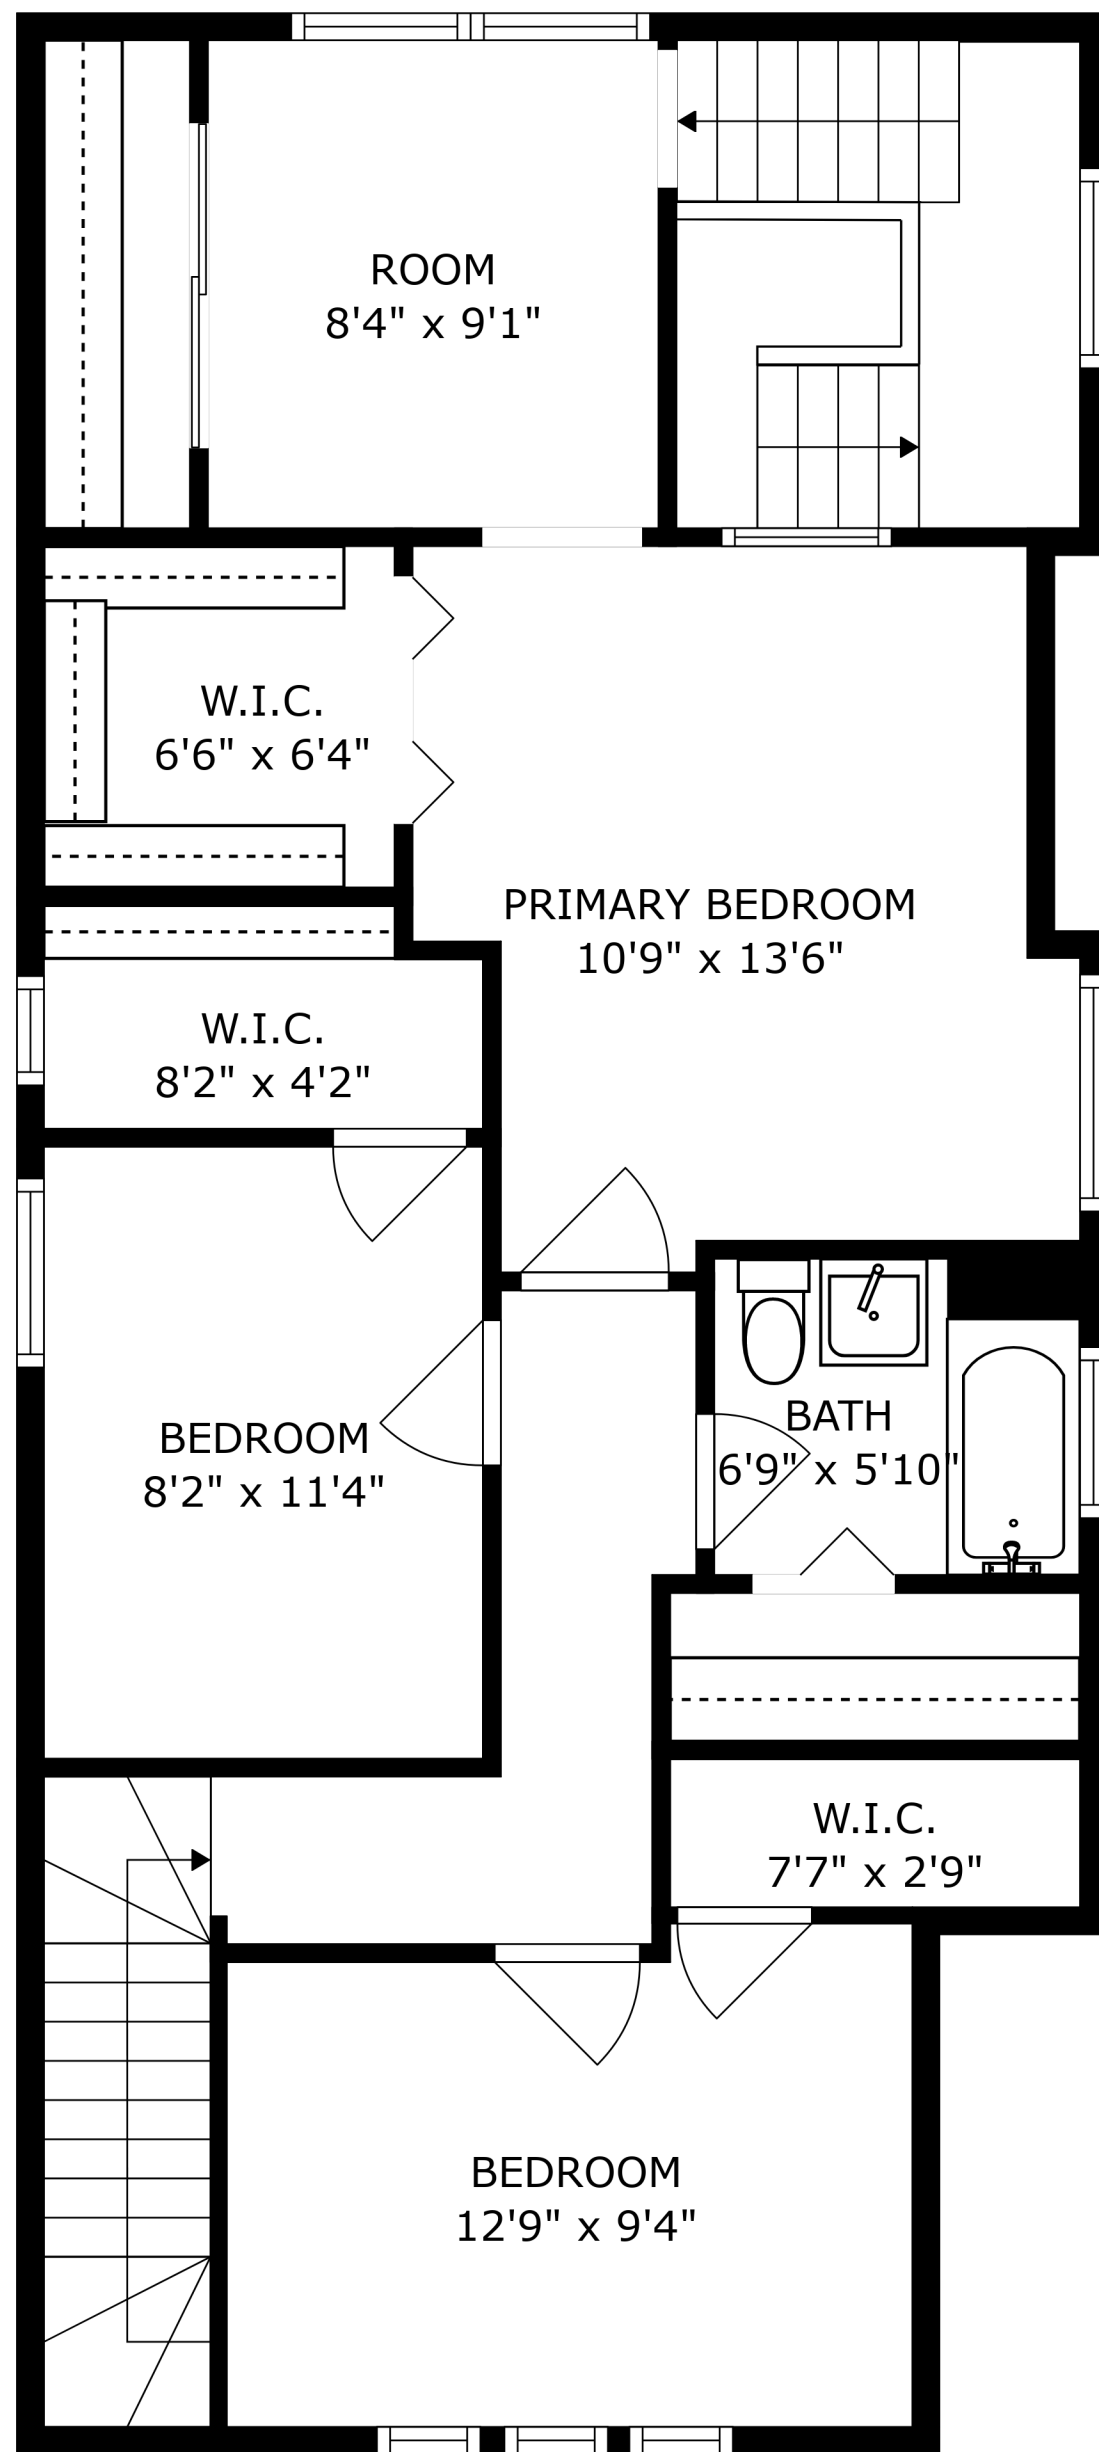 ROOM
8'4" x 9'1"
W.I.C.
6'6" x 6'4"
PRIMARY BEDROOM
10'9" x 13'6"
W.I.C.
8'2" x 4'2"
BEDROOM
8'2" x 11'4"
BATH
6'9" x 5'10"
W.I.C.
7'7" x 2'9"
BEDROOM
12'9" x 9'4"